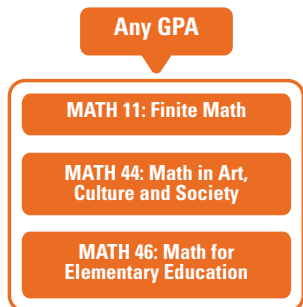 Any GPA
MATH 11: Finite Math
MATH 44: Math in Art,
Culture and Society
MATH 46: Math for
Elementary Education